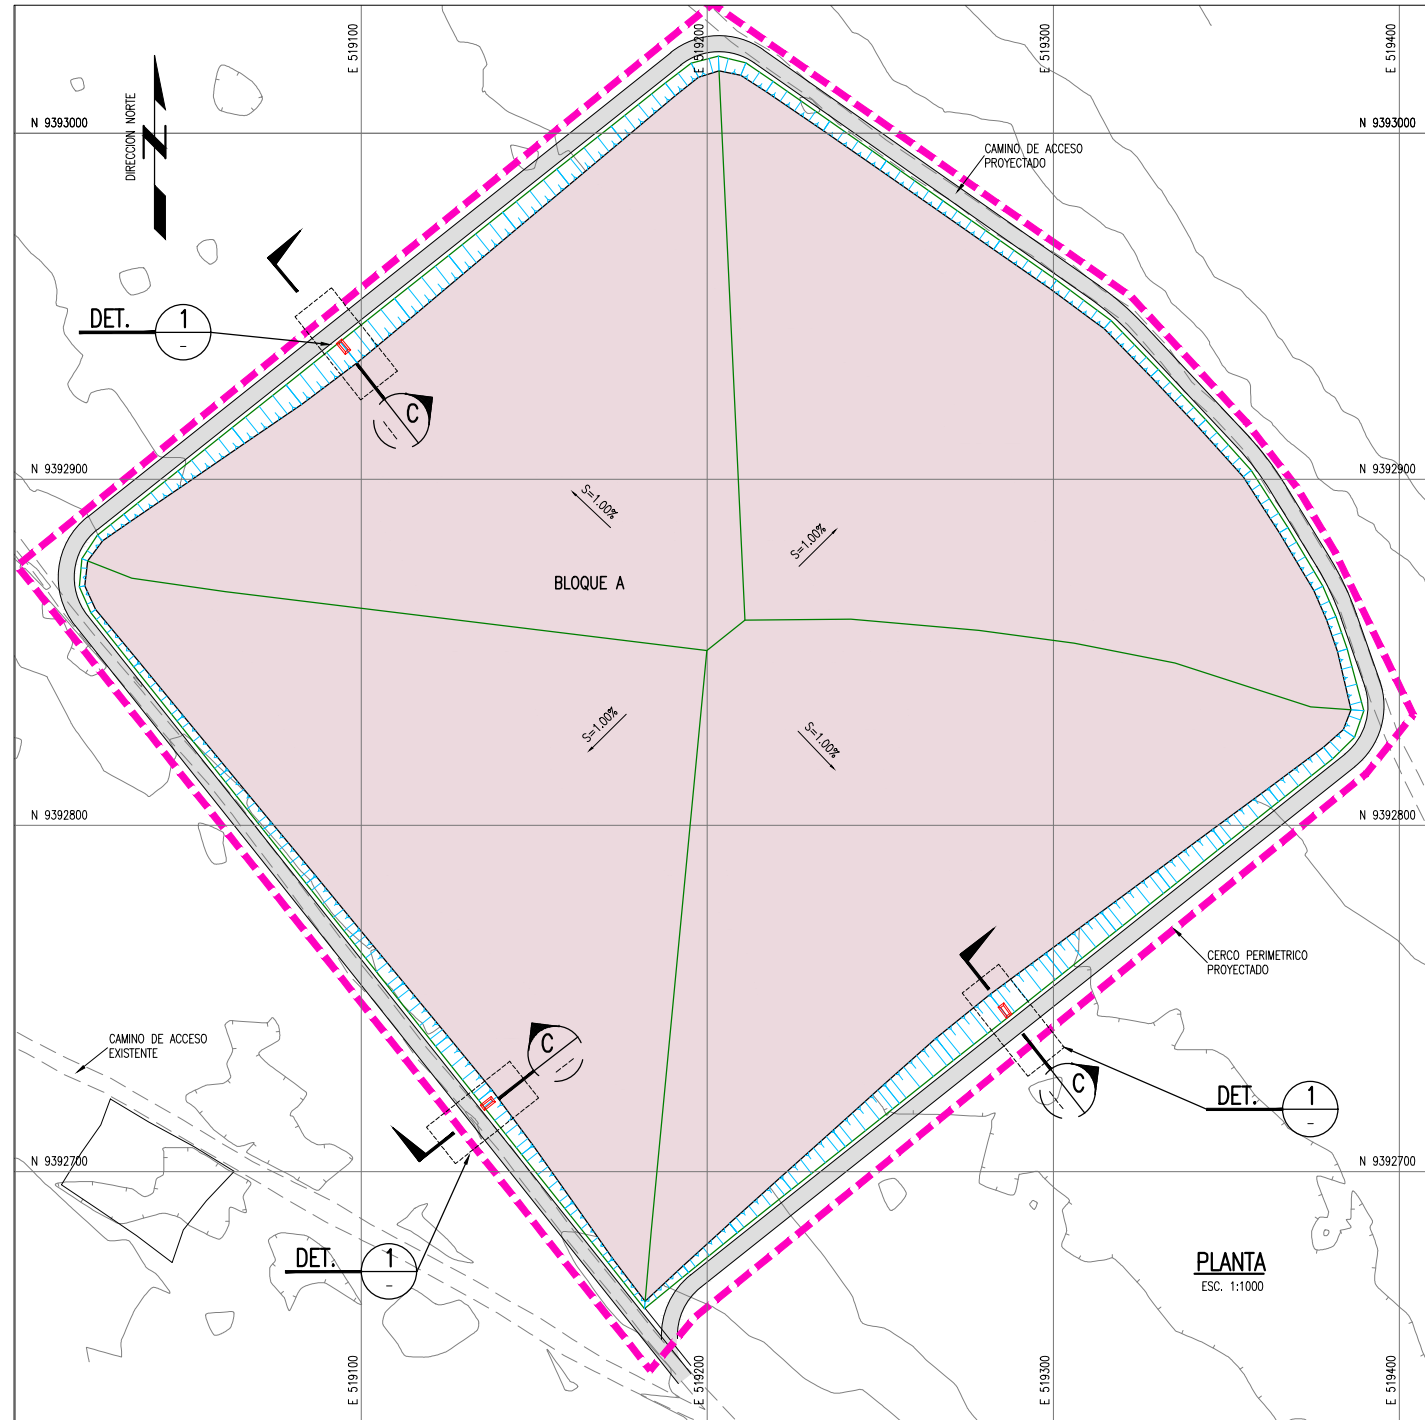 E 519100
E 519200
E 519300
E 519400
DIRECCION NORTE
N
N 9393000
N 9393000
CAMINO DE ACCESO
PROYECTADO
DET.
1
-
C
N 9392900
N 9392900
S=1.00%
S=1.00%
BLOQUE A
S=1.00%
S=1.00%
N 9392800
N 9392800
CERCO PERIMETRICO
PROYECTADO
CAMINO DE ACCESO
EXISTENTE
C
C
DET.
1
-
N 9392700
N 9392700
DET.
1
-
PLANTA
ESC. 1:1000
E 519100
E 519200
E 519300
E 519400